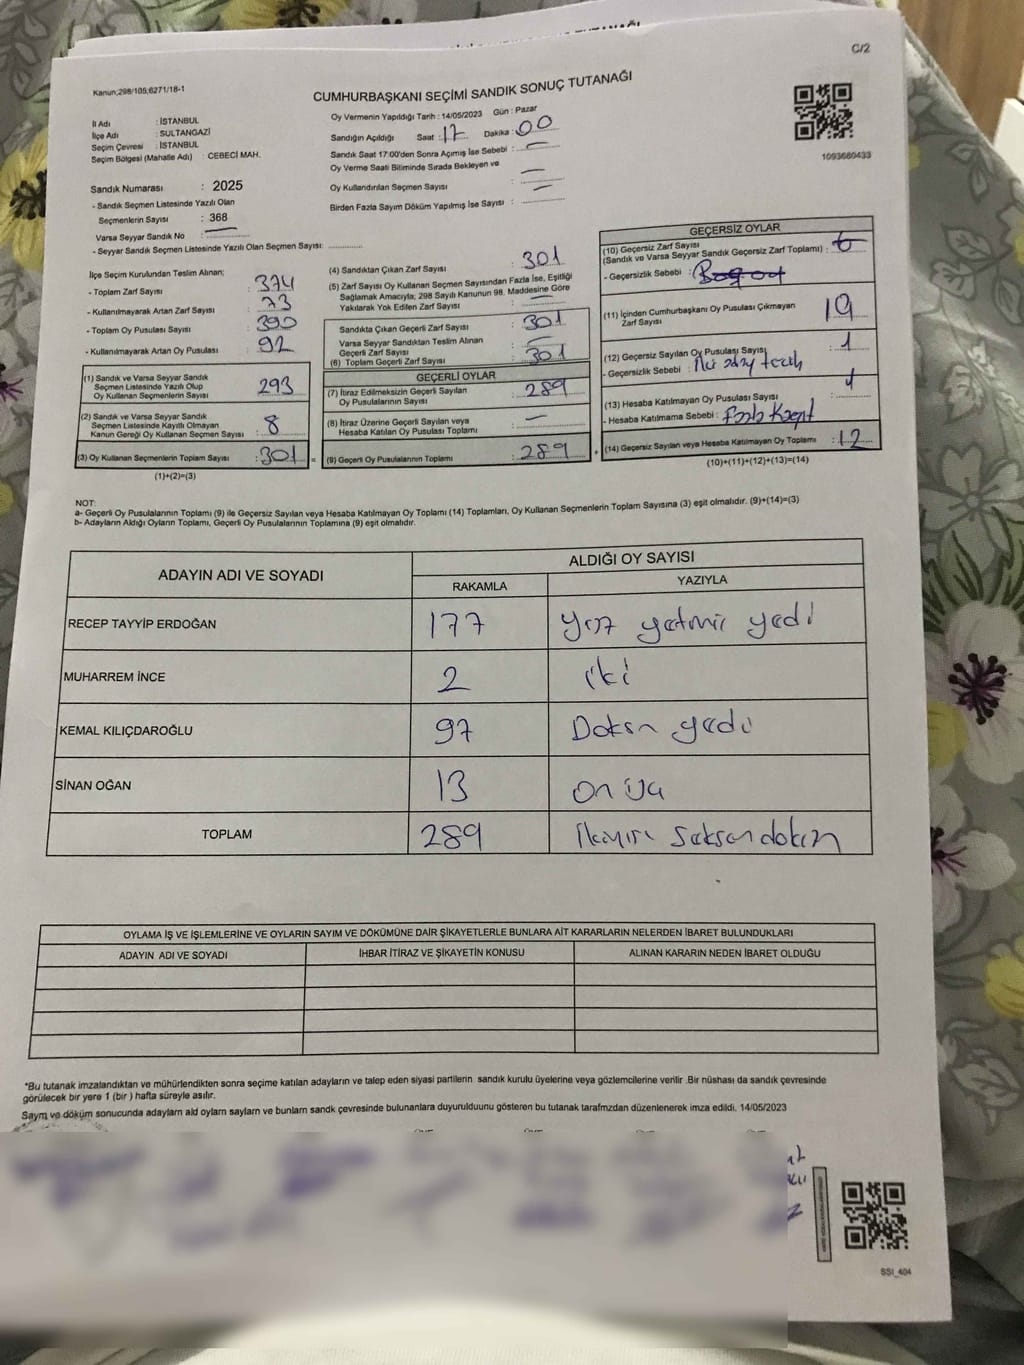 C/2
Kanun;298/105;6271/18-1
CUMHURBAŞKANI SEÇİMİ SANDIK SONUÇ TUTANAĞI
1093680433
İl Adı : İSTANBUL
İlçe Adı : SULTANGAZİ
Seçim Çevresi : İSTANBUL
Seçim Bölgesi (Mahalle Adı) : CEBECİ MAH.
Oy Vermenin Yapıldığı Tarih : 14/05/2023 Gün : Pazar
Sandığın Açıldığı Saat : 17 Dakika : 00
Sandık Saat 17:00'den Sonra Açımış İse Sebebi : —
Oy Verme Saati Bitiminde Sırada Bekleyen ve
Oy Kullandırılan Seçmen Sayısı : —
Birden Fazla Sayım Döküm Yapılmış İse Sayısı : —
Sandık Numarası : 2025
- Sandık Seçmen Listesinde Yazılı Olan
Seçmenlerin Sayısı : 368
Varsa Seyyar Sandık No —
- Seyyar Sandık Seçmen Listesinde Yazılı Olan Seçmen Sayısı:
İlçe Seçim Kurulundan Teslim Alınan;
- Toplam Zarf Sayısı : 374
- Kullanılmayarak Artan Zarf Sayısı : 73
- Toplam Oy Pusulası Sayısı : 390
- Kullanılmayarak Artan Oy Pusulası : 92
(1) Sandık ve Varsa Seyyar Sandık
Seçmen Listesinde Yazılı Olup
Oy Kullanan Seçmenlerin Sayısı : 293
(2) Sandık ve Varsa Seyyar Sandık
Seçmen Listesinde Kayıtlı Olmayan
Kanun Gereği Oy Kullanan Seçmen Sayısı : 8
(3) Oy Kullanan Seçmenlerin Toplam Sayısı : 301 =
(1)+(2)=(3)
(4) Sandıktan Çıkan Zarf Sayısı : 301
(5) Zarf Sayısı Oy Kullanan Seçmen Sayısından Fazla İse, Eşitliği
Sağlamak Amacıyla; 298 Sayılı Kanunun 98. Maddesine Göre
Yakılarak Yok Edilen Zarf Sayısı : —
Sandıkta Çıkan Geçerli Zarf Sayısı : 301
Varsa Seyyar Sandıktan Teslim Alınan
Geçerli Zarf Sayısı : —
(6) Toplam Geçerli Zarf Sayısı : 301
GEÇERLİ OYLAR
(7) İtiraz Edilmeksizin Geçerli Sayılan
Oy Pusulalarının Sayısı : 289
(8) İtiraz Üzerine Geçerli Sayılan veya
Hesaba Katılan Oy Pusulası Toplamı : —
(9) Geçerli Oy Pusulalarının Toplamı : 289 +
GEÇERSİZ OYLAR
(10) Geçersiz Zarf Sayısı
(Sandık ve Varsa Seyyar Sandık Geçersiz Zarf Toplamı) :
- Geçersizlik Sebebi :
(11) İçinden Cumhurbaşkanı Oy Pusulası Çıkmayan
Zarf Sayısı :
(12) Geçersiz Sayılan Oy Pusulası Sayısı : 1
- Geçersizlik Sebebi :
(13) Hesaba Katılmayan Oy Pusulası Sayısı : 1
- Hesaba Katılmama Sebebi :
(14) Geçersiz Sayılan veya Hesaba Katılmayan Oy Toplamı : 12
(10)+(11)+(12)+(13)=(14)
NOT:
a- Geçerli Oy Pusulalarının Toplamı (9) ile Geçersiz Sayılan veya Hesaba Katılmayan Oy Toplamı (14) Toplamları, Oy Kullanan Seçmenlerin Toplam Sayısına (3) eşit olmalıdır. (9)+(14)=(3)
b- Adayların Aldığı Oyların Toplamı, Geçerli Oy Pusulalarının Toplamına (9) eşit olmalıdır.
ADAYIN ADI VE SOYADI ALDIĞI OY SAYISI
RAKAMLA YAZIYLA
RECEP TAYYİP ERDOĞAN 177 yüz yetmiş yedi
MUHARREM İNCE 2 iki
KEMAL KILIÇDAROĞLU 97 Doksan yedi
SİNAN OĞAN 13 on üç
TOPLAM 289 ikiyüz seksendokuz
OYLAMA İŞ VE İŞLEMLERİNE VE OYLARIN SAYIM VE DÖKÜMÜNE DAİR ŞİKAYETLERLE BUNLARA AİT KARARLARIN NELERDEN İBARET BULUNDUKLARI
ADAYIN ADI VE SOYADI İHBAR İTİRAZ VE ŞİKAYETİN KONUSU ALINAN KARARIN NEDEN İBARET OLDUĞU
*Bu tutanak imzalandıktan ve mühürlendikten sonra seçime katılan adayların ve talep eden siyasi partilerin sandık kurulu üyelerine veya gözlemcilerine verilir .Bir nüshası da sandık çevresinde
görülecek bir yere 1 (bir ) hafta süreyle asılır.
Sayım ve döküm sonucunda adayların ald oyların sayları ve bunların sandk çevresinde bulunanlara duyurulduunu gösteren bu tutanak tarafmzdan düzenlenerek imza edildi. 14/05/2023
SSI_404